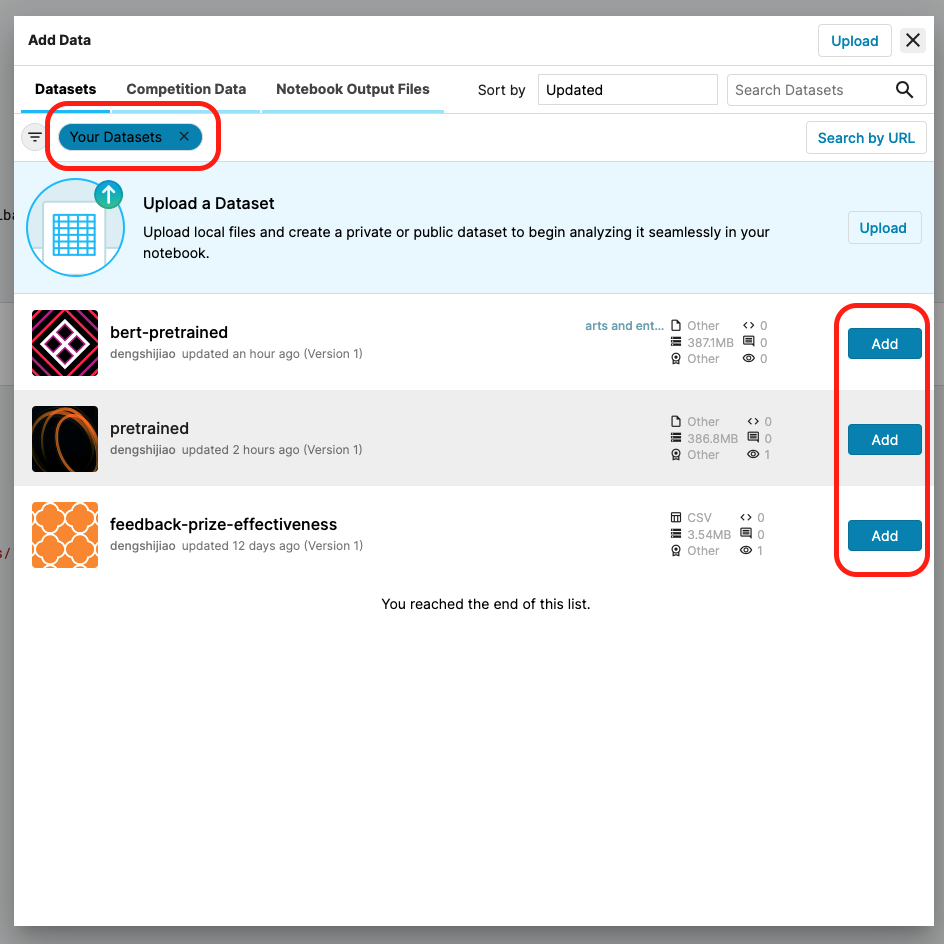 Add Data
Upload
Datasets
Competition Data
Notebook Output Files
Sort by
Updated
Search Datasets
Your Datasets
Search by URL
Upload a Dataset
Upload local files and create a private or public dataset to begin analyzing it seamlessly in your
notebook.
Upload
bert-pretrained
dengshijiao updated an hour ago (Version 1)
arts and ent...
Other
0
387.1MB
0
Other
0
Add
pretrained
dengshijiao updated 2 hours ago (Version 1)
Other
0
386.8MB
0
Other
1
Add
feedback-prize-effectiveness
dengshijiao updated 12 days ago (Version 1)
CSV
0
3.54MB
0
Other
1
Add
You reached the end of this list.